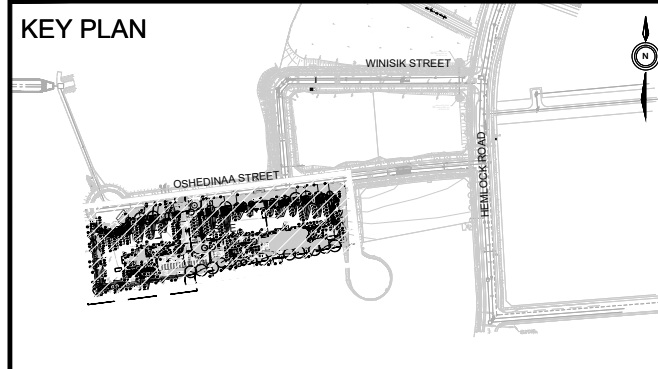 KEY PLAN
WINISIK STREET
N
HEMLOCK ROAD
OSHEDINAA STREET